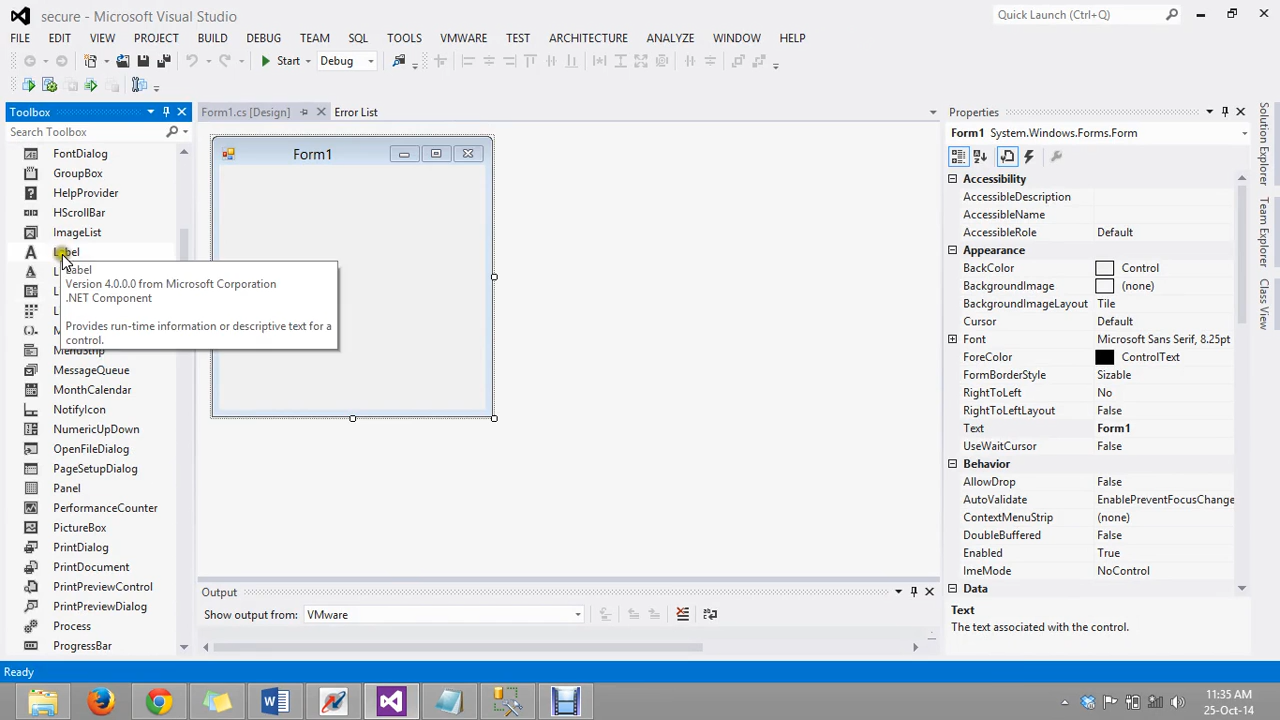 secure - Microsoft Visual Studio
Quick Launch (Ctrl+Q)
FILE EDIT VIEW PROJECT BUILD DEBUG TEAM SQL TOOLS VMWARE TEST ARCHITECTURE ANALYZE WINDOW HELP
Start Debug
Toolbox
Search Toolbox
FontDialog
GroupBox
HelpProvider
HScrollBar
ImageList
Label
Label
Version 4.0.0.0 from Microsoft Corporation
.NET Component
Provides run-time information or descriptive text for a
control.
MenuStrip
MessageQueue
MonthCalendar
NotifyIcon
NumericUpDown
OpenFileDialog
PageSetupDialog
Panel
PerformanceCounter
PictureBox
PrintDialog
PrintDocument
PrintPreviewControl
PrintPreviewDialog
Process
ProgressBar
Form1.cs [Design]
Error List
Form1
Output
Show output from: VMware
Properties
Form1 System.Windows.Forms.Form
Accessibility
AccessibleDescription
AccessibleName
AccessibleRole Default
Appearance
BackColor Control
BackgroundImage (none)
BackgroundImageLayout Tile
Cursor Default
Font Microsoft Sans Serif, 8.25pt
ForeColor ControlText
FormBorderStyle Sizable
RightToLeft No
RightToLeftLayout False
Text Form1
UseWaitCursor False
Behavior
AllowDrop False
AutoValidate EnablePreventFocusChange
ContextMenuStrip (none)
DoubleBuffered False
Enabled True
ImeMode NoControl
Data
Text
The text associated with the control.
Solution Explorer
Team Explorer
Class View
Ready
11:35 AM
25-Oct-14